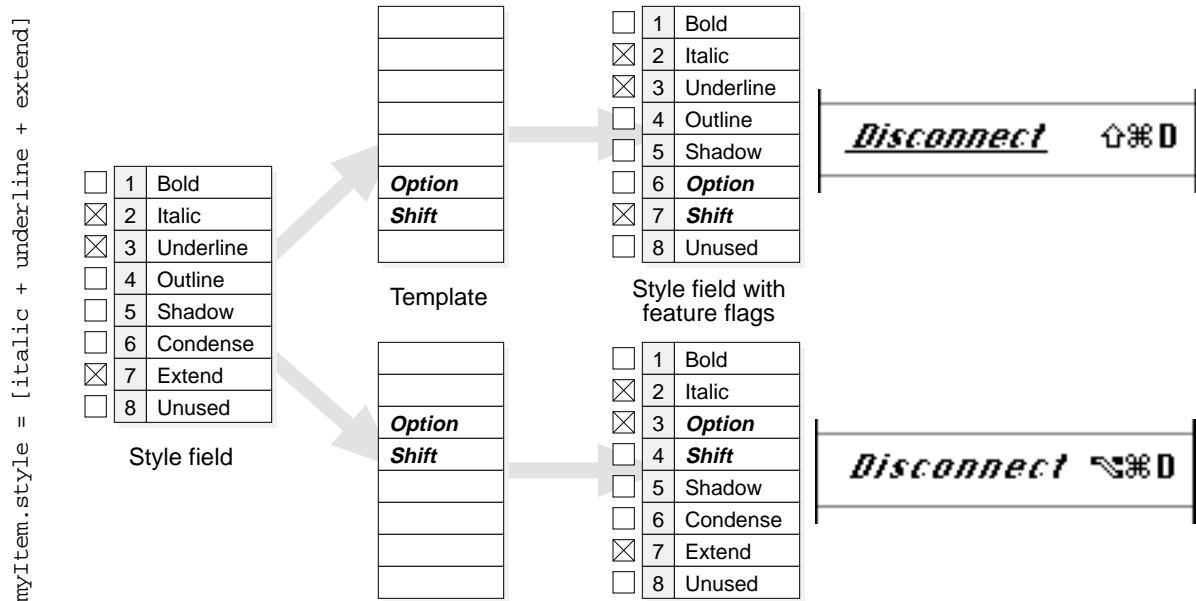 myItem.style = [italic + underline + extend]
1 Bold
2 Italic
3 Underline
4 Outline
5 Shadow
6 Condense
7 Extend
8 Unused
Style field
Option
Shift
Template
1 Bold
2 Italic
3 Underline
4 Outline
5 Shadow
6 Option
7 Shift
8 Unused
Style field with
feature flags
Disconnect ⇧⌘D
Option
Shift
1 Bold
2 Italic
3 Option
4 Shift
5 Shadow
6 Condense
7 Extend
8 Unused
Disconnect ⌥⌘D